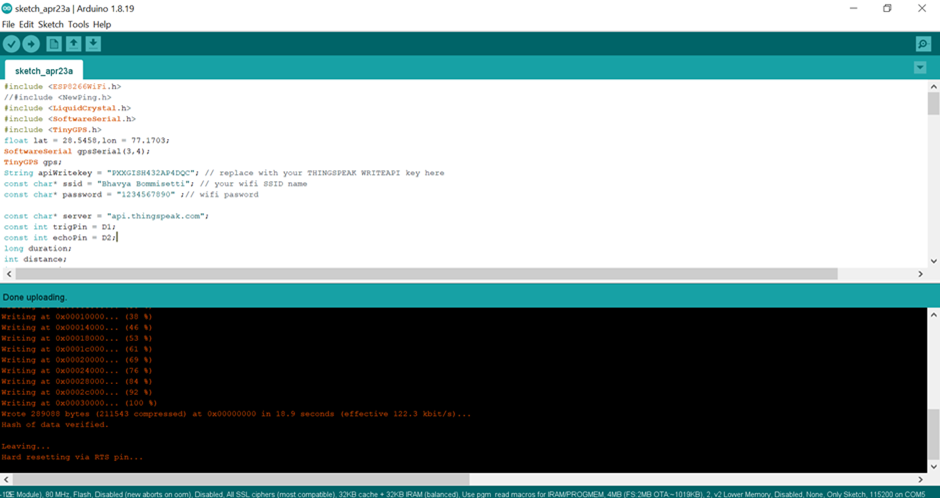 sketch_apr23a | Arduino 1.8.19
File Edit Sketch Tools Help
sketch_apr23a
#include <ESP8266WiFi.h>
//#include <NewPing.h>
#include <LiquidCrystal.h>
#include <SoftwareSerial.h>
#include <TinyGPS.h>
float lat = 28.5458,lon = 77.1703;
SoftwareSerial gpsSerial(3,4);
TinyGPS gps;
String apiWritekey = "PXXGISH432AP4DQC"; // replace with your THINGSPEAK WRITEAPI key here
const char* ssid = "Bhavya Bommisetti"; // your wifi SSID name
const char* password = "1234567890" ;// wifi pasword
const char* server = "api.thingspeak.com";
const int trigPin = D1;
const int echoPin = D2;
long duration;
int distance;
Done uploading.
Writing at 0x00010000... (38 %)
Writing at 0x00014000... (46 %)
Writing at 0x00018000... (53 %)
Writing at 0x0001c000... (61 %)
Writing at 0x00020000... (69 %)
Writing at 0x00024000... (76 %)
Writing at 0x00028000... (84 %)
Writing at 0x0002c000... (92 %)
Writing at 0x00030000... (100 %)
Wrote 289088 bytes (211543 compressed) at 0x00000000 in 18.9 seconds (effective 122.3 kbit/s)...
Hash of data verified.
Leaving...
Hard resetting via RTS pin...
Module), 80 MHz, Flash, Disabled (new aborts on oom), Disabled, All SSL ciphers (most compatible), 32KB cache + 32KB IRAM (balanced), Use pgm_read macros for IRAM/PROGMEM, 4MB (FS:2MB OTA:~1019KB), 2, v2 Lower Memory, Disabled, None, Only Sketch, 115200 on COM5